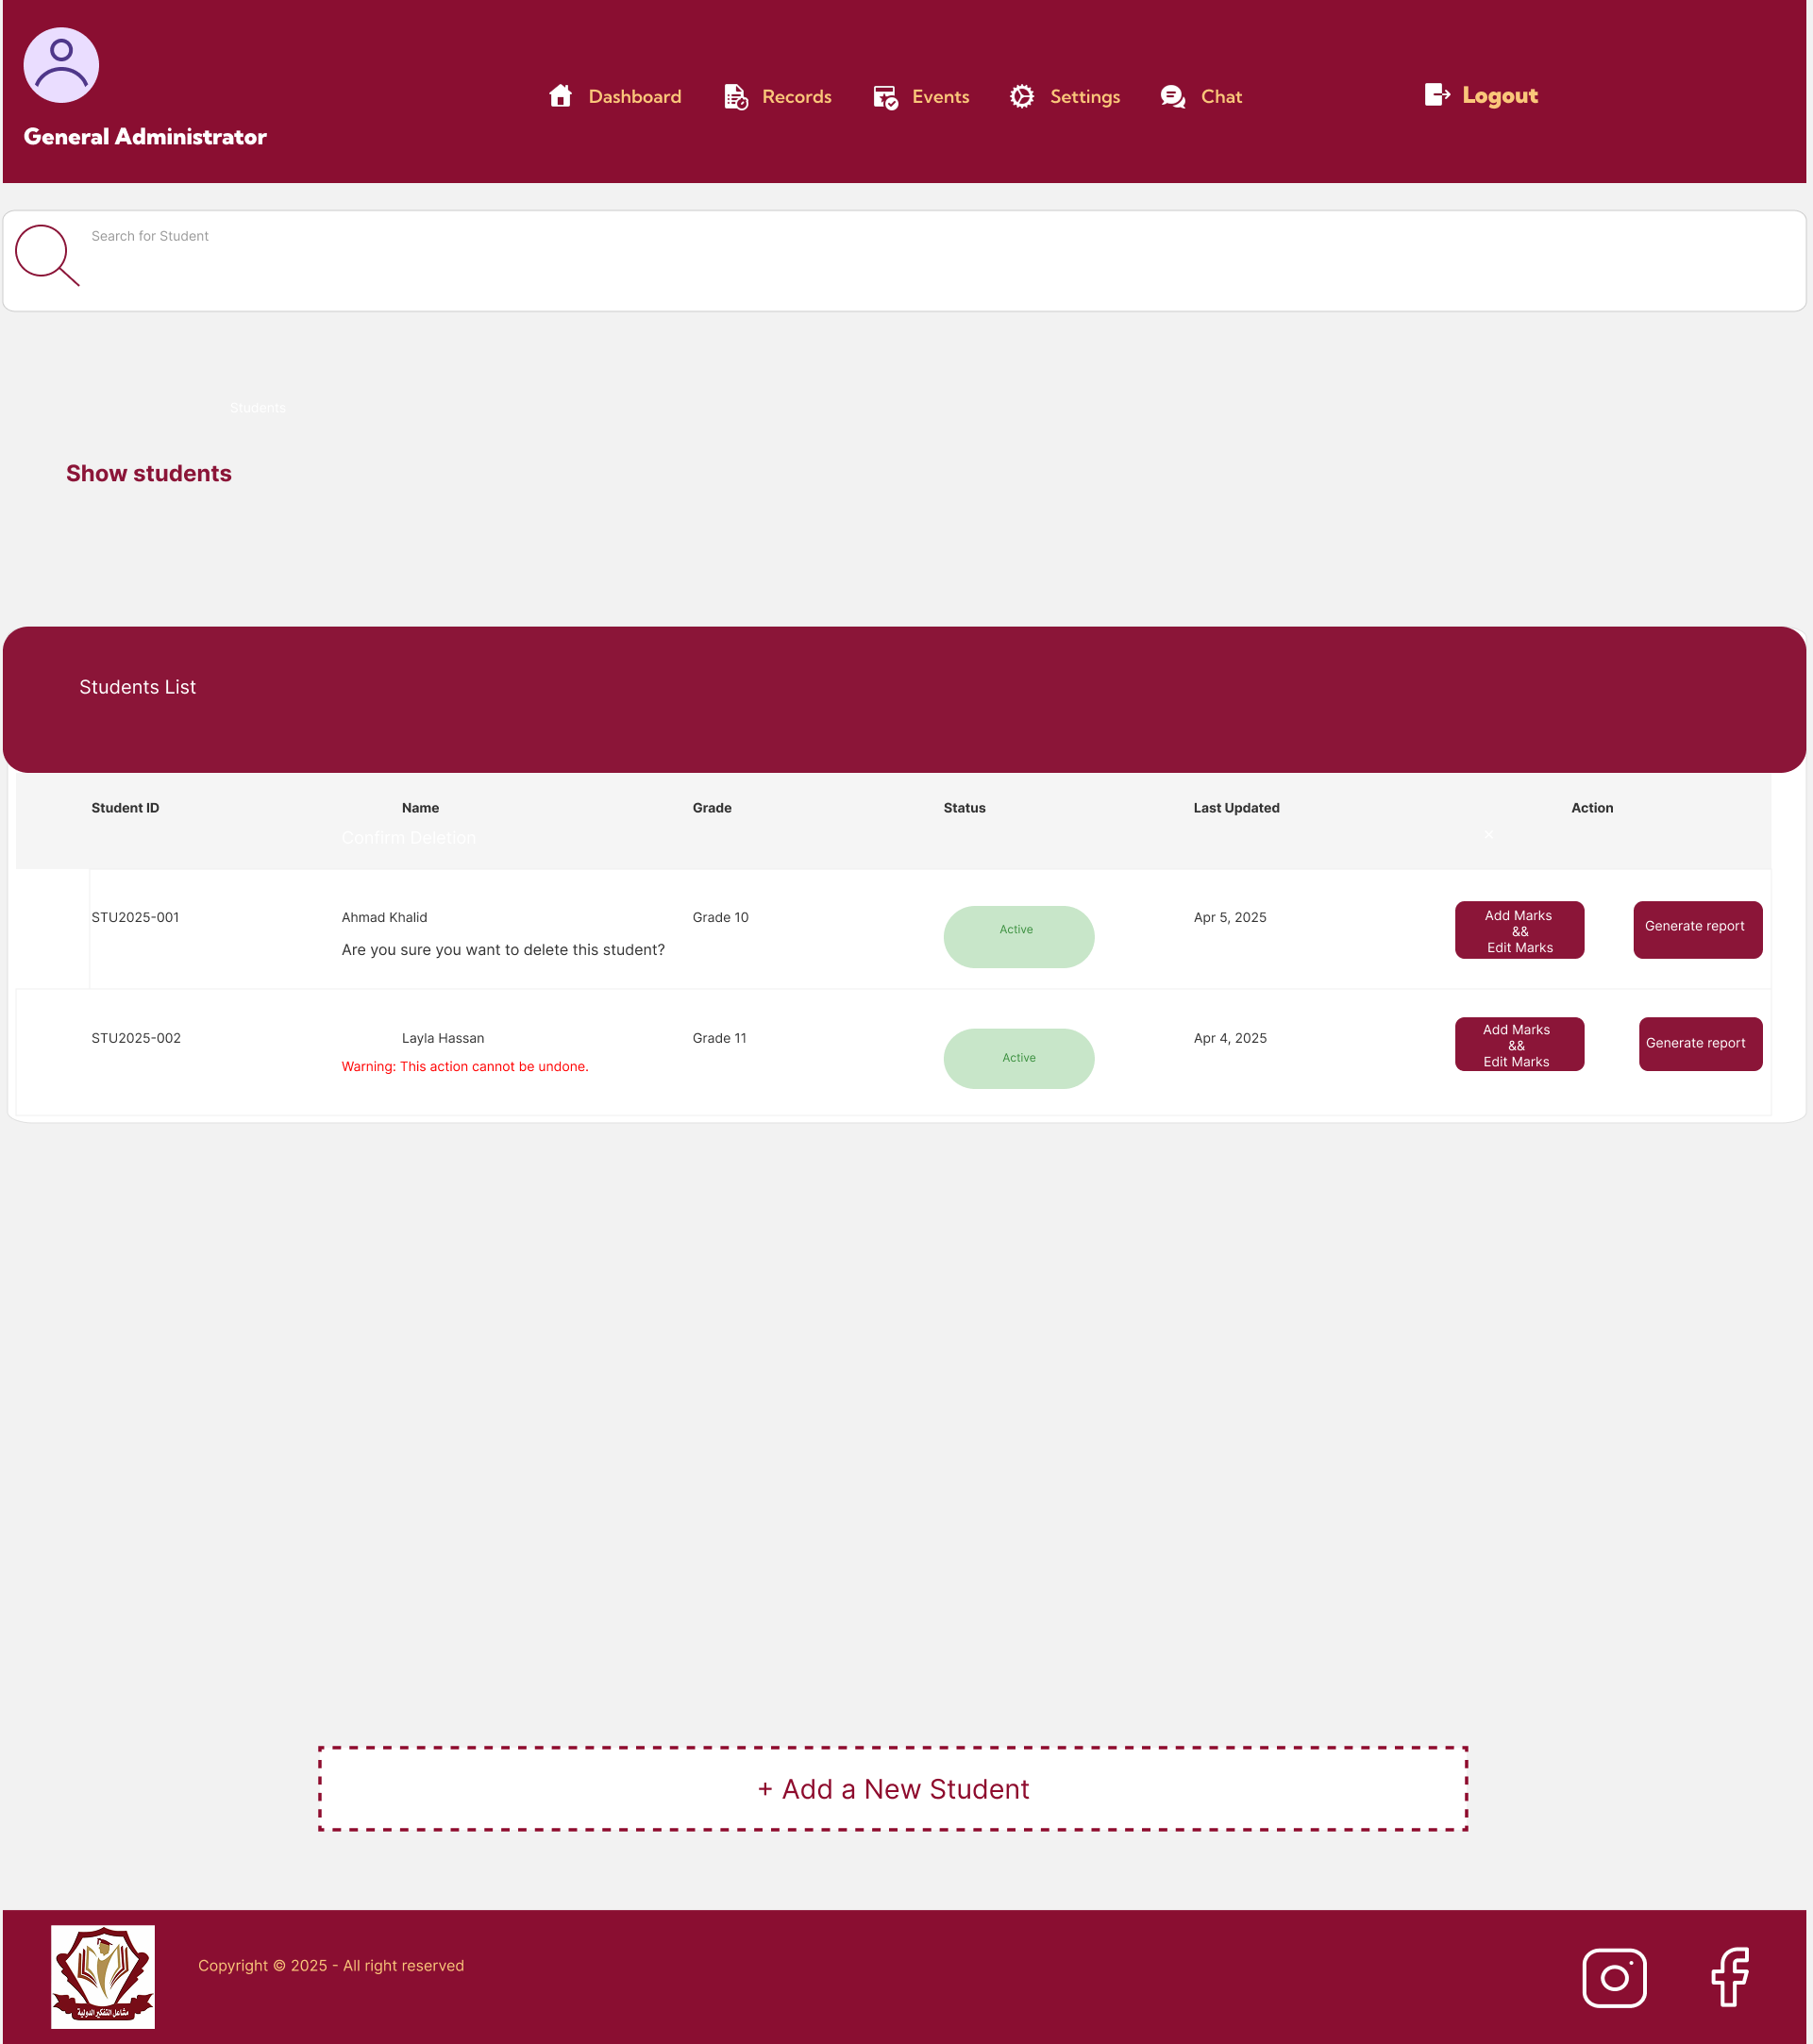 General Administrator
Dashboard
Records
Events
Settings
Chat
Logout
Search for Student
Students
Show students
Students List
Student ID
Name
Grade
Status
Last Updated
Action
Confirm Deletion
×
STU2025-001
Ahmad Khalid
Grade 10
Active
Apr 5, 2025
Add Marks
&&
Edit Marks
Generate report
Are you sure you want to delete this student?
STU2025-002
Layla Hassan
Grade 11
Active
Apr 4, 2025
Add Marks
&&
Edit Marks
Generate report
Warning: This action cannot be undone.
+ Add a New Student
مشاعل التفكير الدولية
Copyright © 2025 - All right reserved